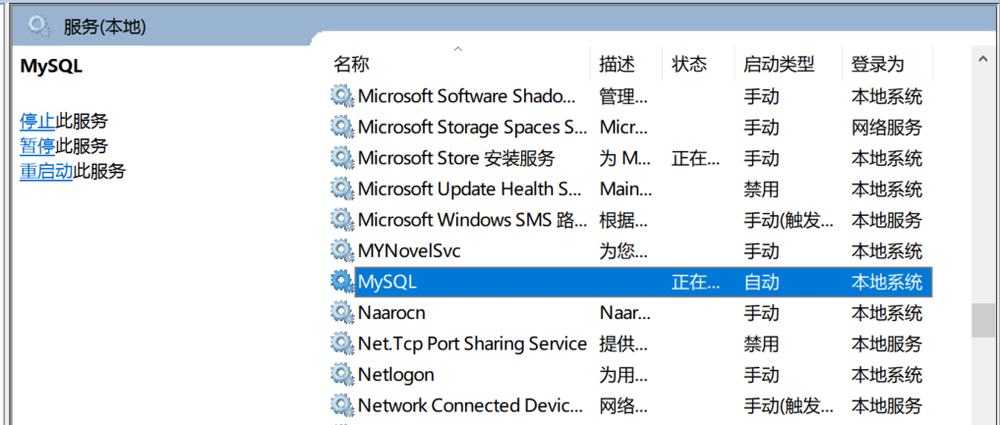 服务(本地)
MySQL
停止此服务
暂停此服务
重启动此服务
名称 描述 状态 启动类型 登录为
Microsoft Software Shado... 管理... 手动 本地系统
Microsoft Storage Spaces S... Micr... 手动 网络服务
Microsoft Store 安装服务 为 M... 正在... 手动 本地系统
Microsoft Update Health S... Main... 禁用 本地系统
Microsoft Windows SMS 路... 根据... 手动(触发... 本地服务
MYNovelSvc 为您... 手动 本地系统
MySQL 正在... 自动 本地系统
Naarocn Naar... 手动 本地系统
Net.Tcp Port Sharing Service 提供... 禁用 本地服务
Netlogon 为用... 手动 本地系统
Network Connected Devic... 网络... 手动(触发... 本地服务